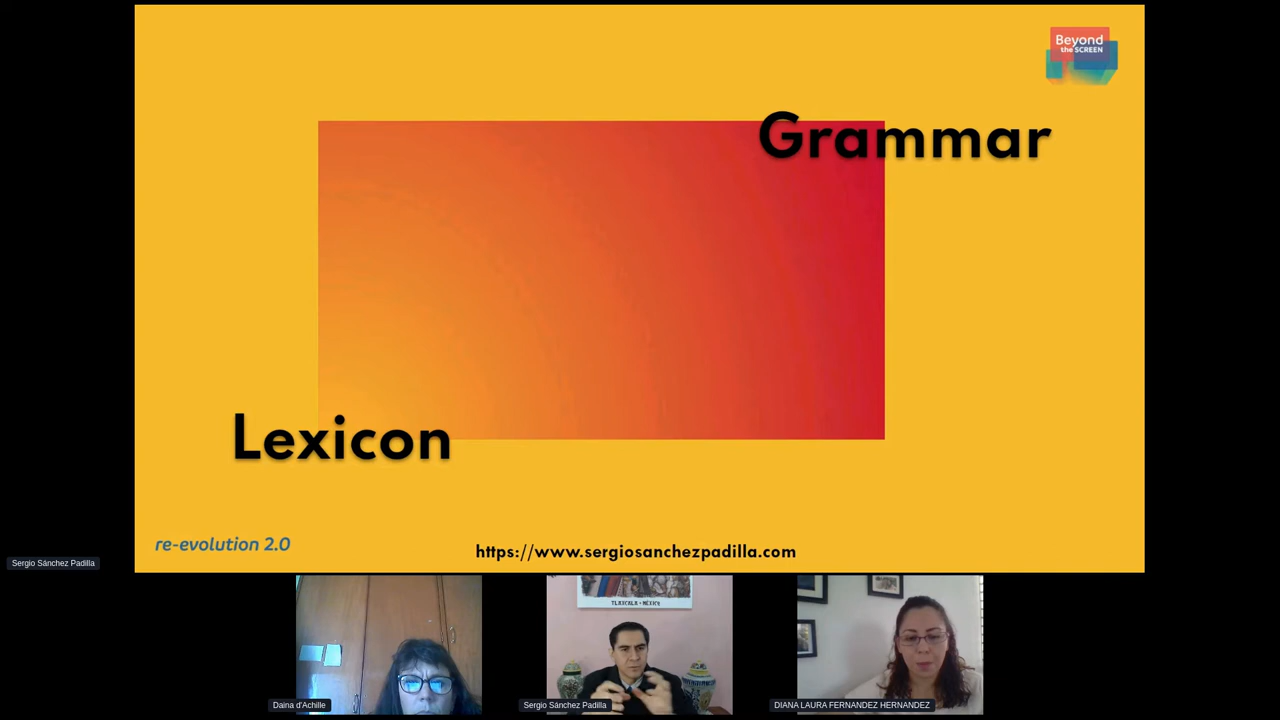 Beyond
the SCREEN
Grammar
Lexicon
re-evolution 2.0
https://www.sergiosanchezpadilla.com
Sergio Sánchez Padilla
TLAXCALA • MÉXICO
Daina d'Achille
Sergio Sánchez Padilla
DIANA LAURA FERNANDEZ HERNANDEZ